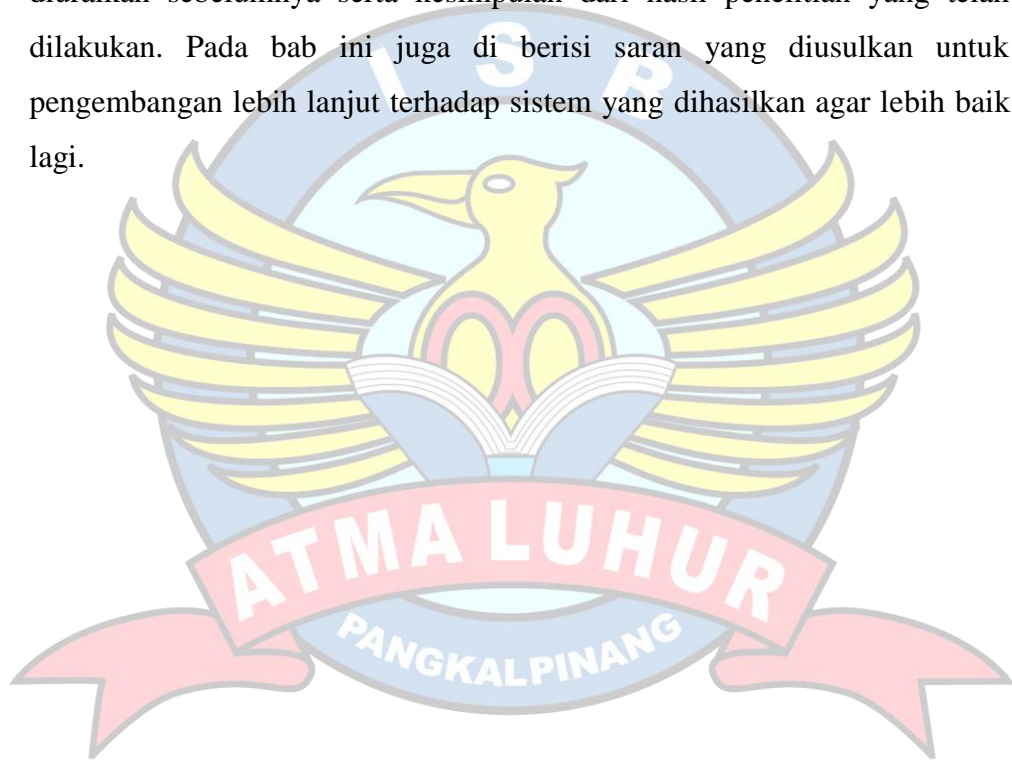 diuraikan sebelumnya serta kesimpulan dari hasil penelitian yang telah
dilakukan. Pada bab ini juga di berisi saran yang diusulkan untuk
pengembangan lebih lanjut terhadap sistem yang dihasilkan agar lebih baik
lagi.
I S B
ATMA LUHUR
PANGKALPINANG